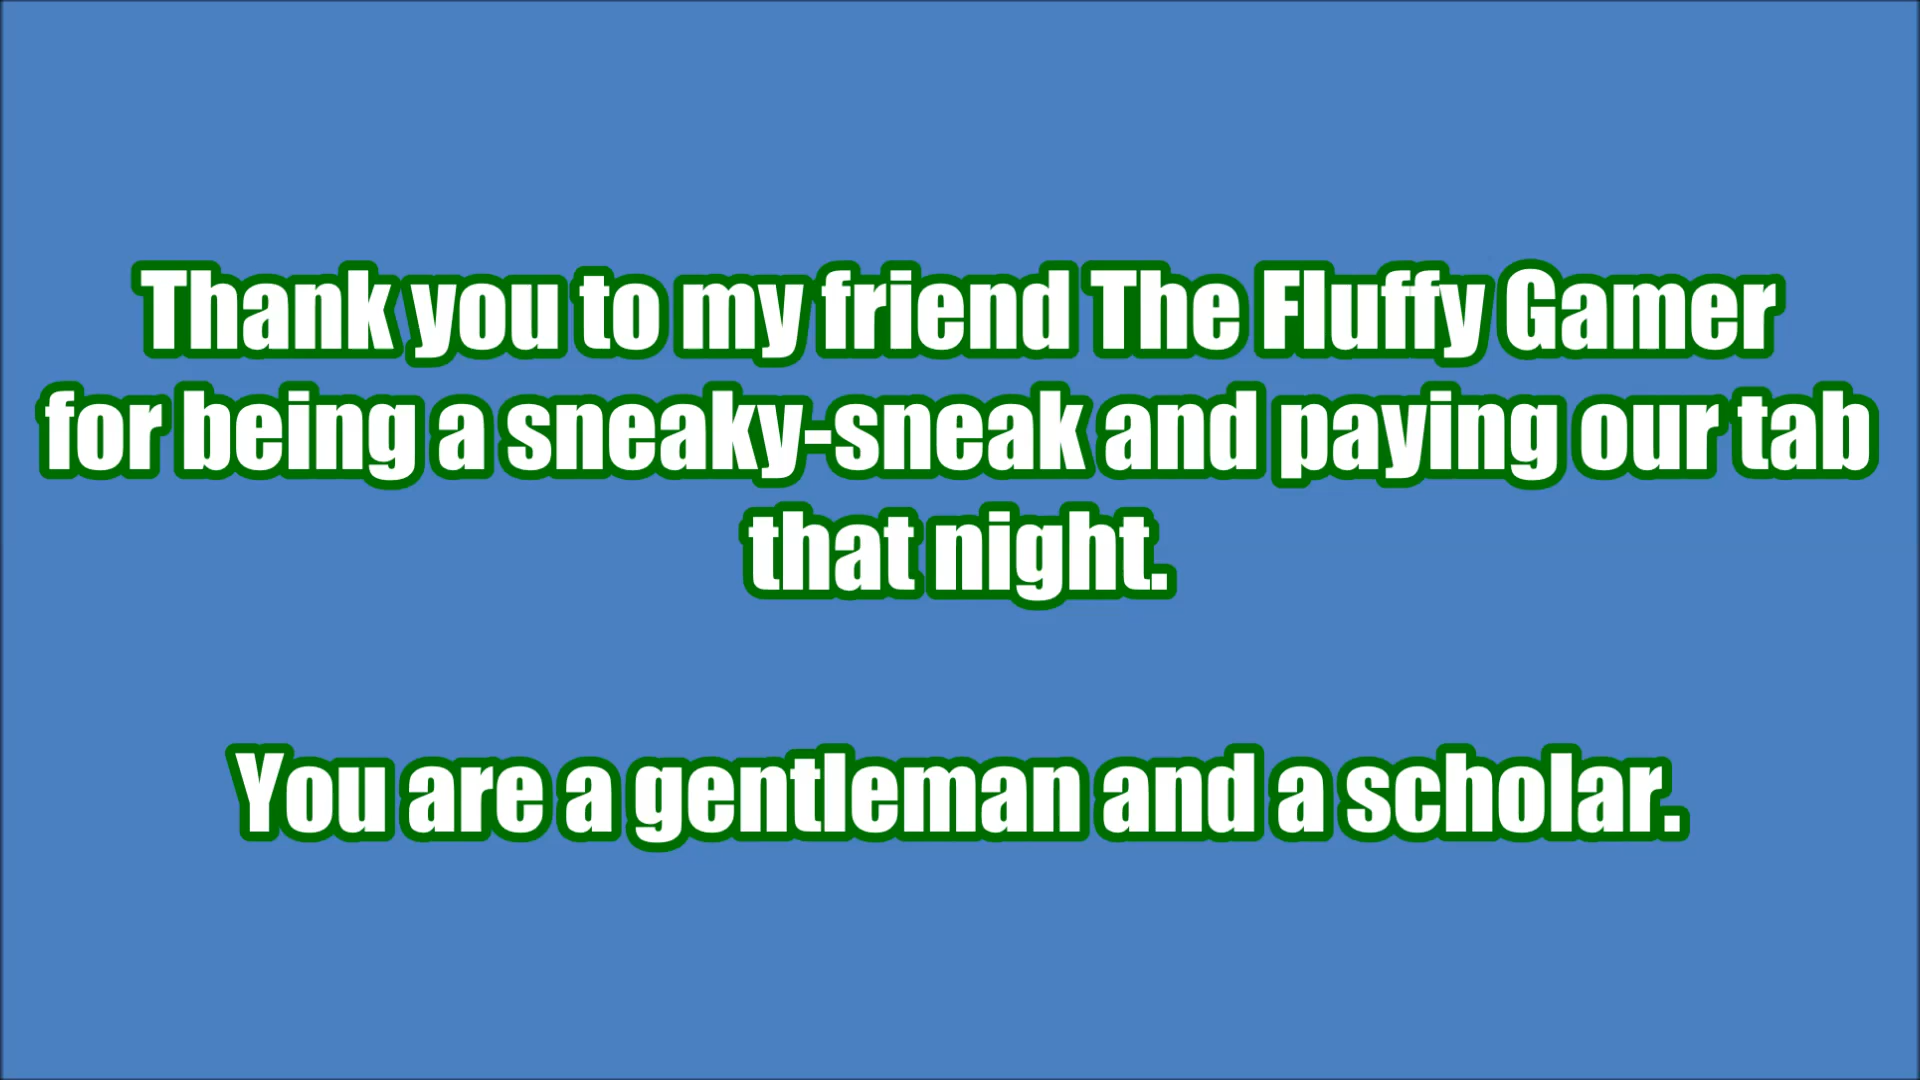 Thank you to my friend The Fluffy Gamer
for being a sneaky-sneak and paying our tab
that night.
You are a gentleman and a scholar.